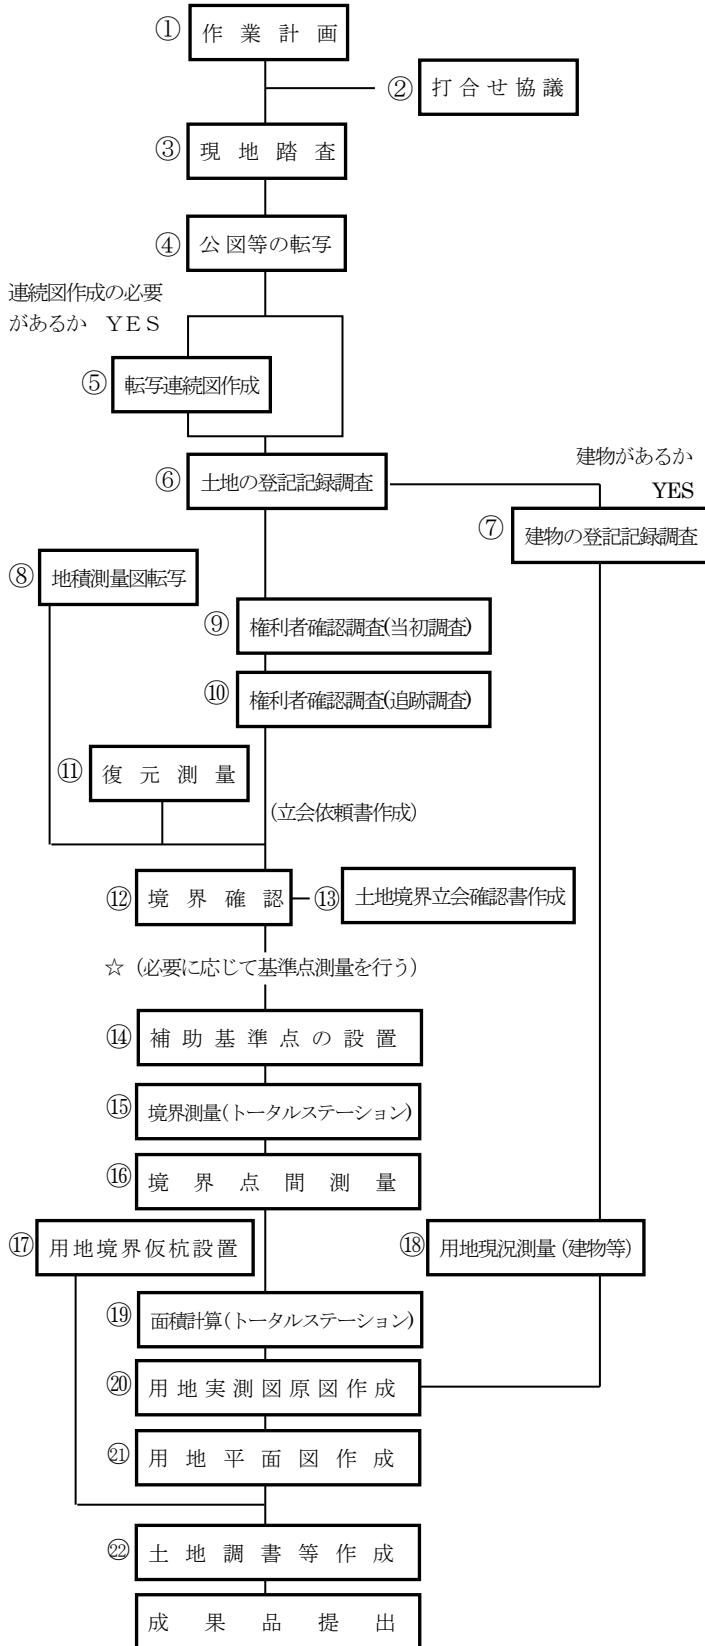 ① 作業計画
② 打合せ協議
③ 現地踏査
④ 公図等の転写
連続図作成の必要
があるか YES
⑤ 転写連続図作成
⑥ 土地の登記記録調査
建物があるか
YES
⑦ 建物の登記記録調査
⑧ 地積測量図転写
⑨ 権利者確認調査(当初調査)
⑩ 権利者確認調査(追跡調査)
⑪ 復元測量
(立会依頼書作成)
⑫ 境界確認
⑬ 土地境界立会確認書作成
☆(必要に応じて基準点測量を行う)
⑭ 補助基準点の設置
⑮ 境界測量(トータルステーション)
⑯ 境界点間測量
⑰ 用地境界仮杭設置
⑱ 用地現況測量(建物等)
⑲ 面積計算(トータルステーション)
⑳ 用地実測図原図作成
㉑ 用地平面図作成
㉒ 土地調書等作成
成果品提出